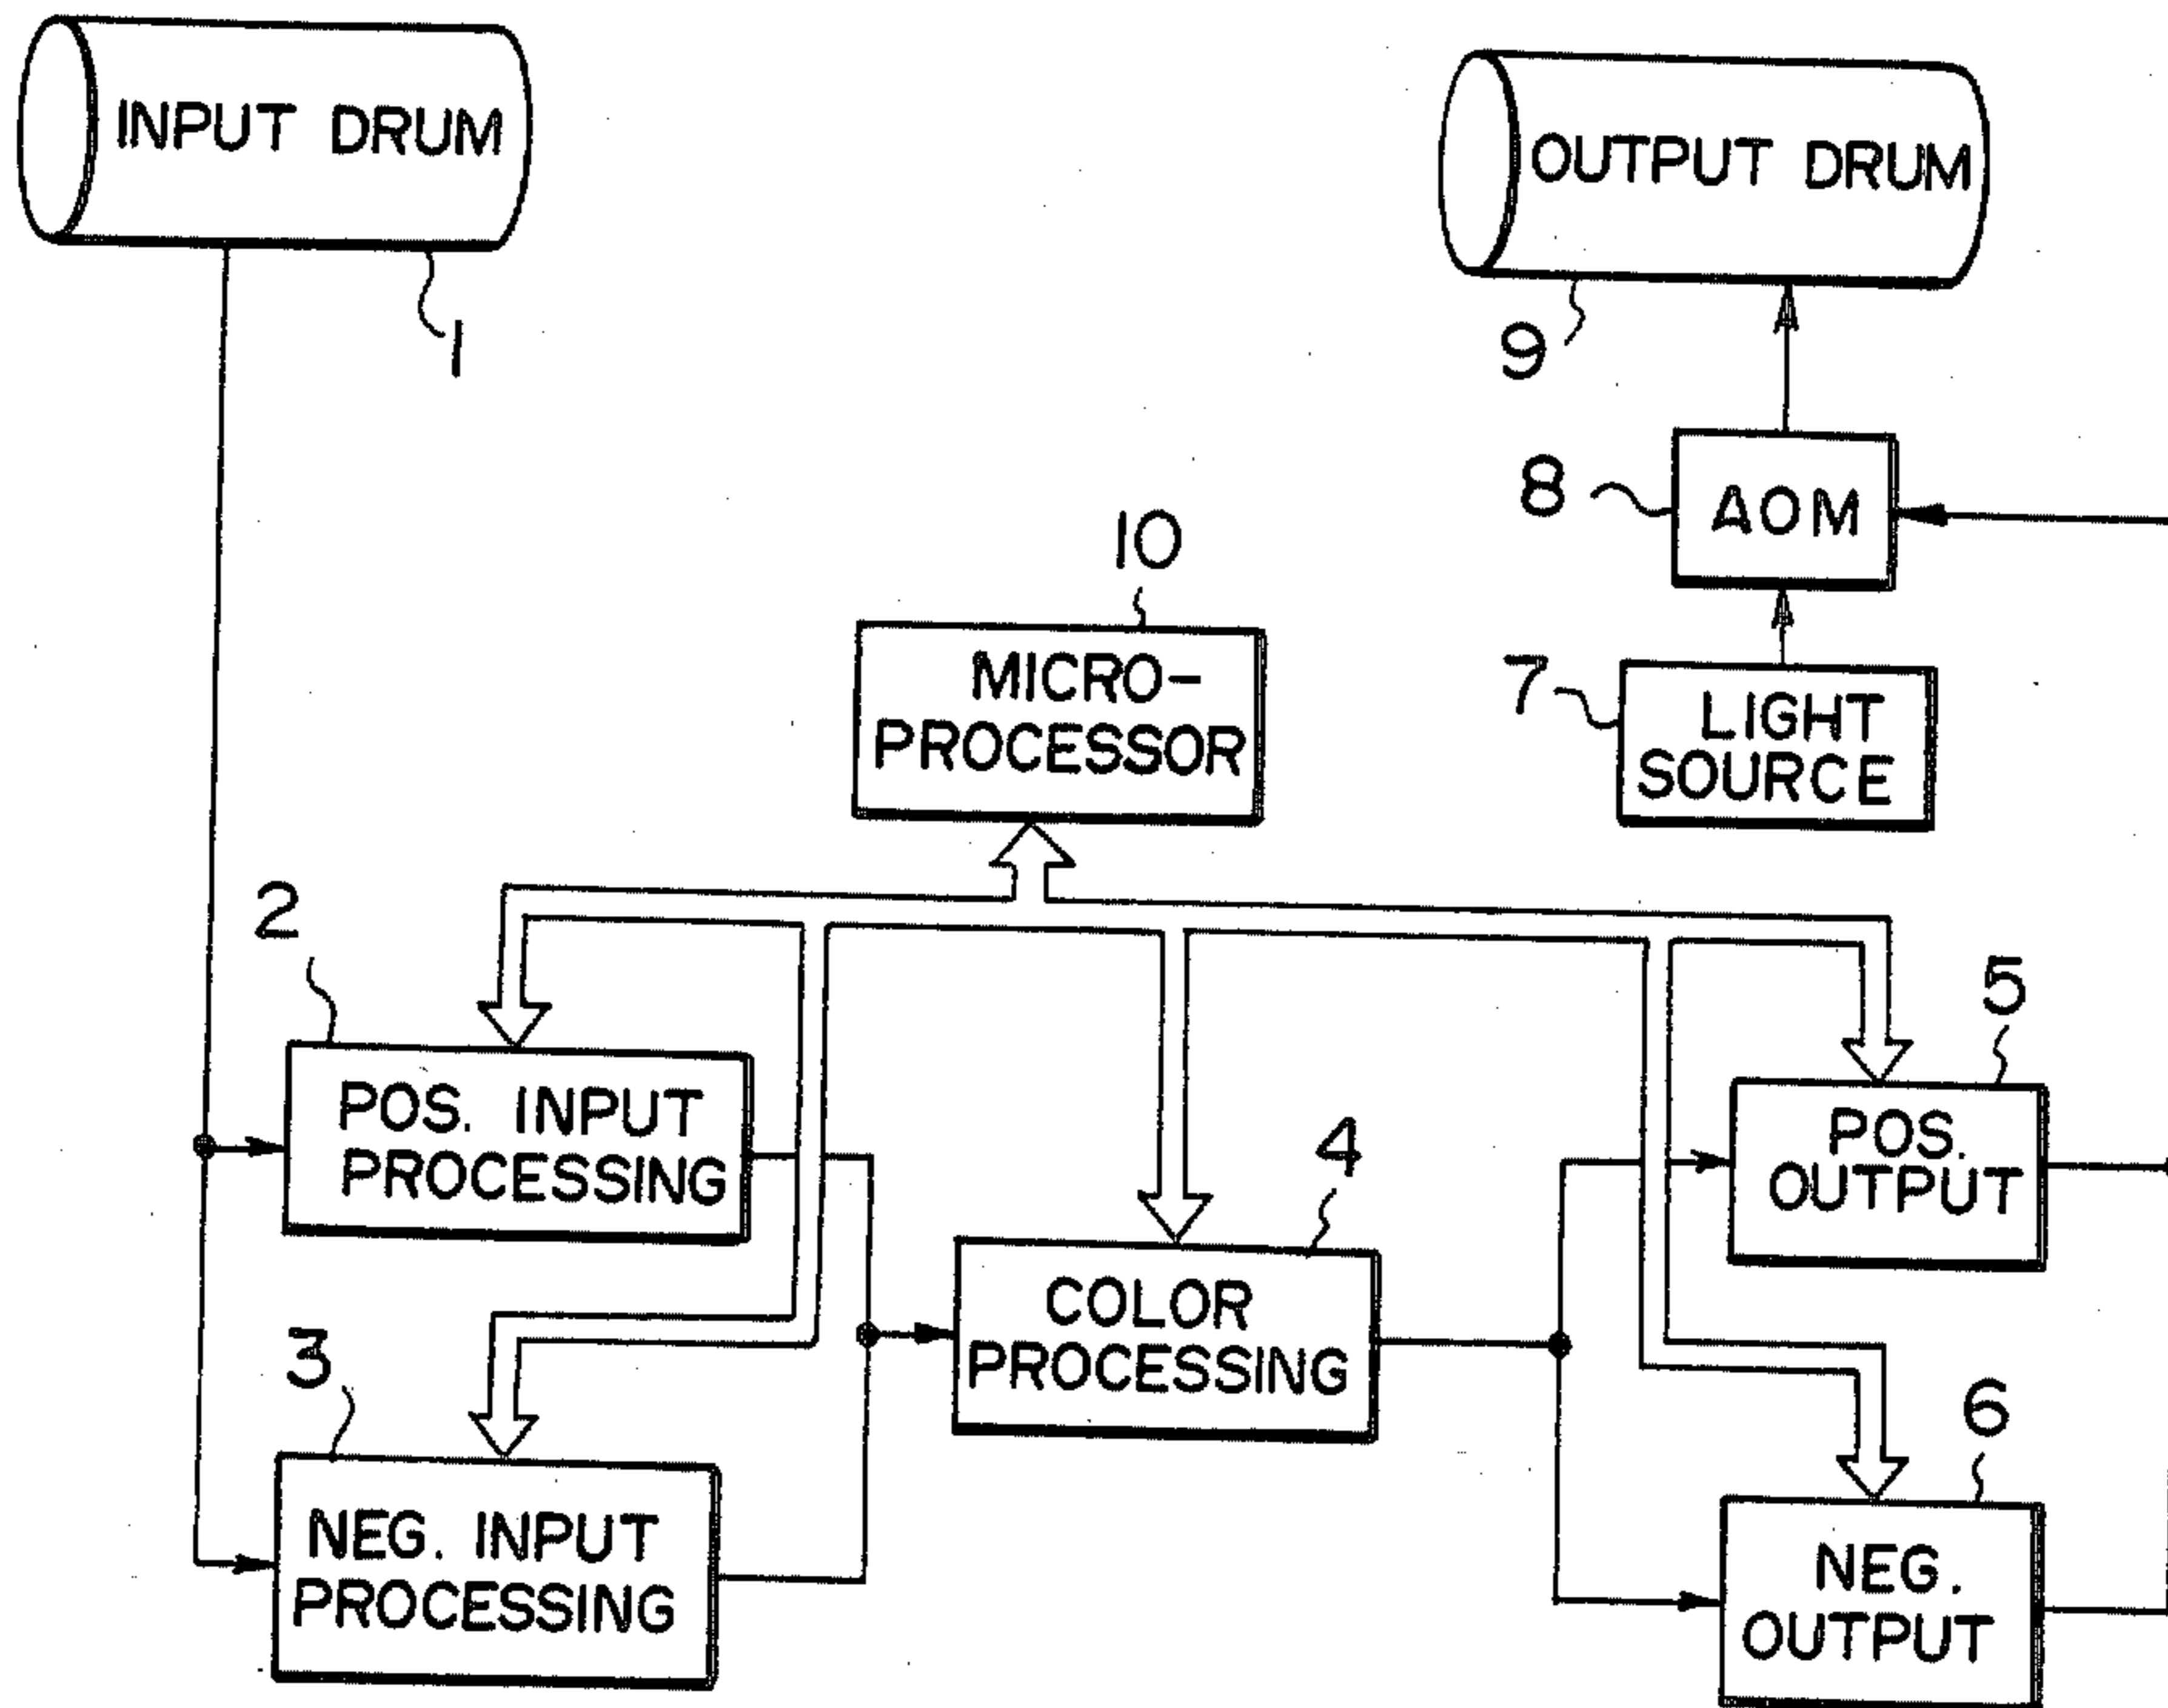 INPUT DRUM
1
OUTPUT DRUM
9
8
AOM
10
MICRO-
PROCESSOR
7
LIGHT
SOURCE
2
POS. INPUT
PROCESSING
5
POS.
OUTPUT
4
COLOR
PROCESSING
3
NEG. INPUT
PROCESSING
6
NEG.
OUTPUT